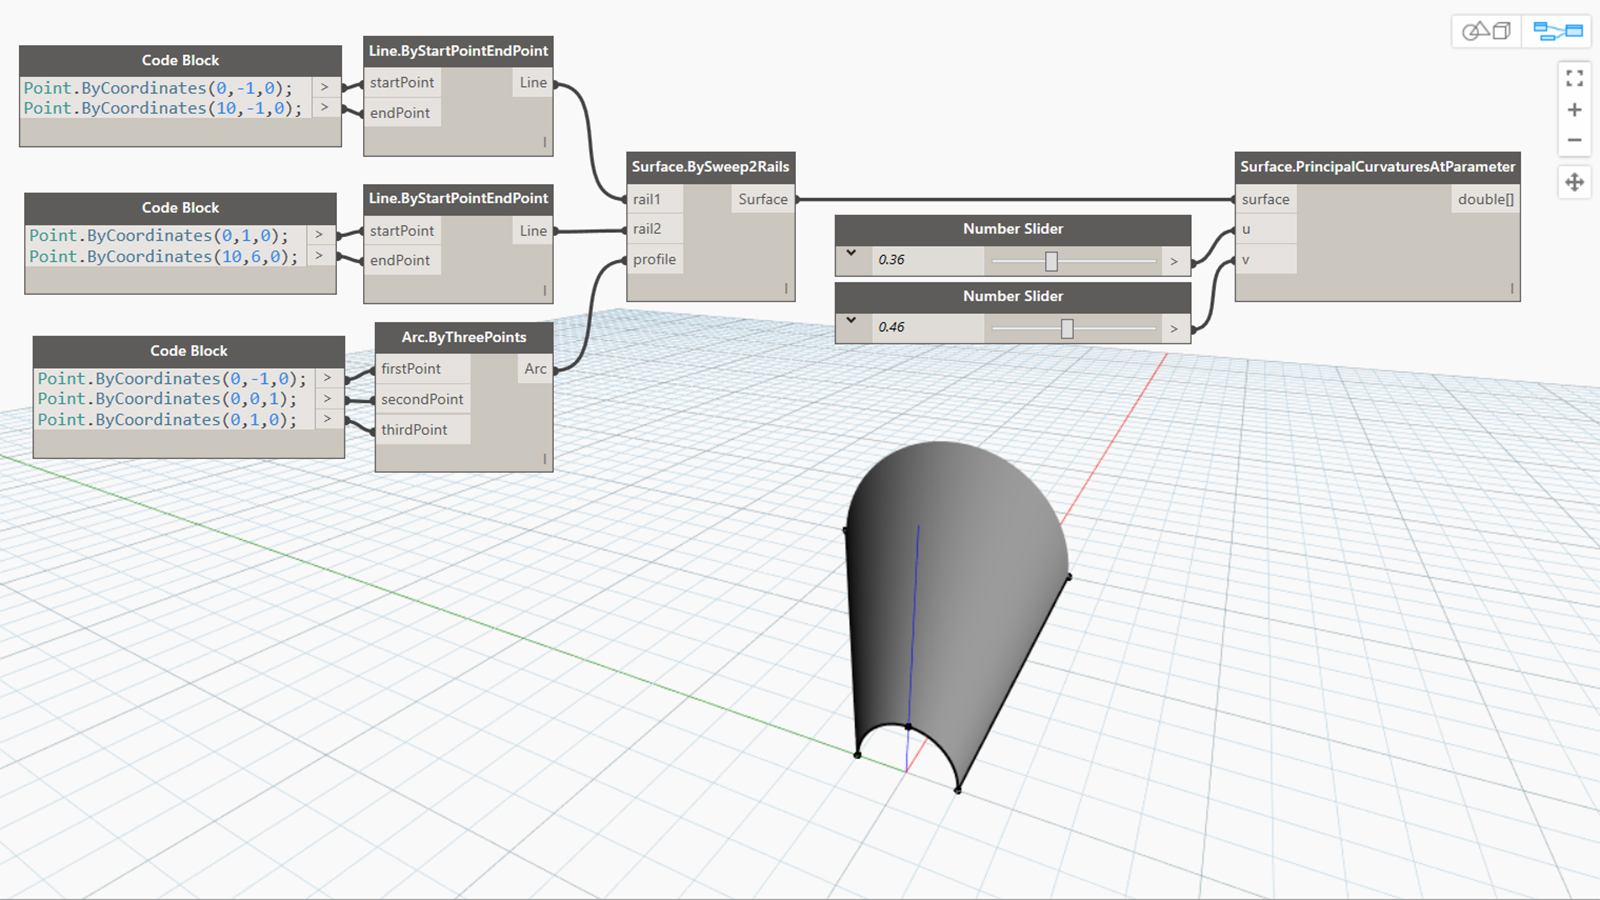 Code Block
Point.ByCoordinates(0,-1,0); >
Point.ByCoordinates(10,-1,0); >
Line.ByStartPointEndPoint
startPoint Line
endPoint
Code Block
Point.ByCoordinates(0,1,0); >
Point.ByCoordinates(10,6,0); >
Line.ByStartPointEndPoint
startPoint Line
endPoint
Code Block
Point.ByCoordinates(0,-1,0); >
Point.ByCoordinates(0,0,1); >
Point.ByCoordinates(0,1,0); >
Arc.ByThreePoints
firstPoint Arc
secondPoint
thirdPoint
Surface.BySweep2Rails
rail1 Surface
rail2
profile
Number Slider
0.36 >
Number Slider
0.46 >
Surface.PrincipalCurvaturesAtParameter
surface double[]
u
v